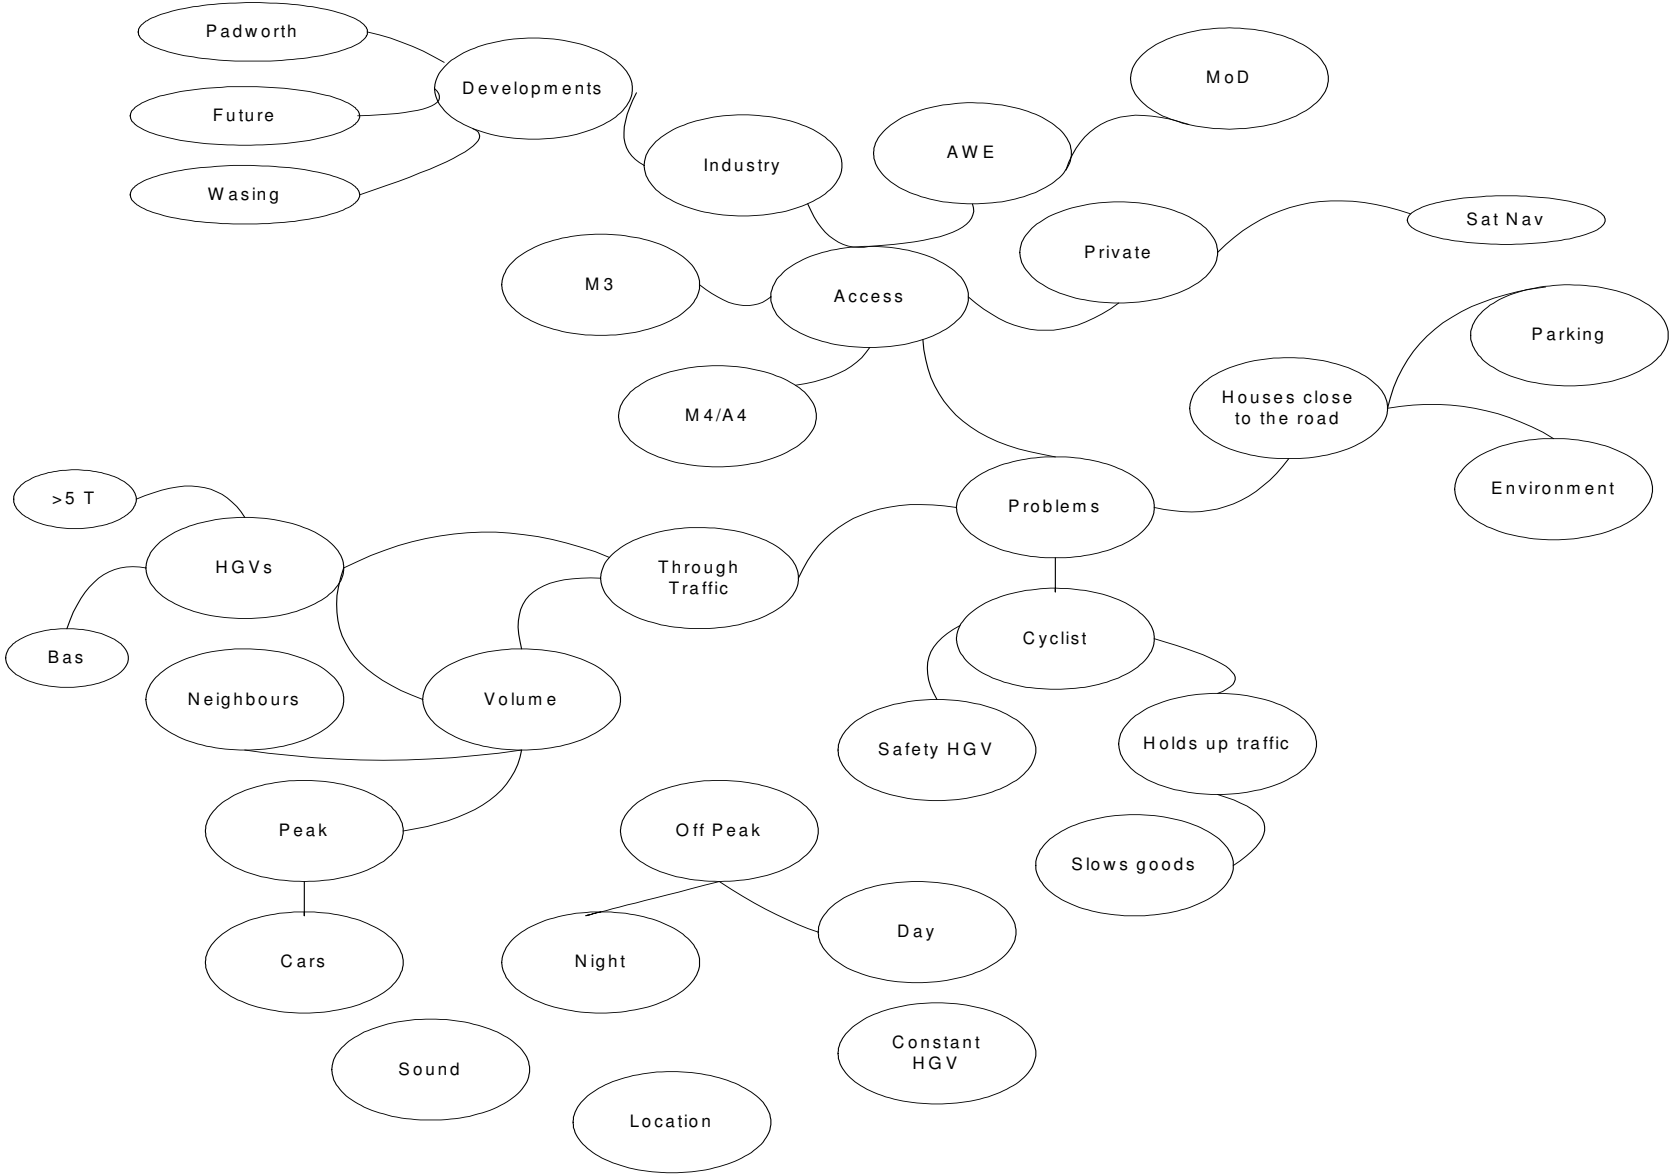 Padworth
Developments
MoD
Future
AWE
Industry
Wasing
Sat Nav
Private
M3
Access
Parking
Houses close
to the road
M4/A4
Environment
>5 T
Problems
HGVs
Through
Traffic
Cyclist
Bas
Neighbours
Volume
Safety HGV
Holds up traffic
Peak
Off Peak
Slows goods
Day
Cars
Night
Constant
HGV
Sound
Location